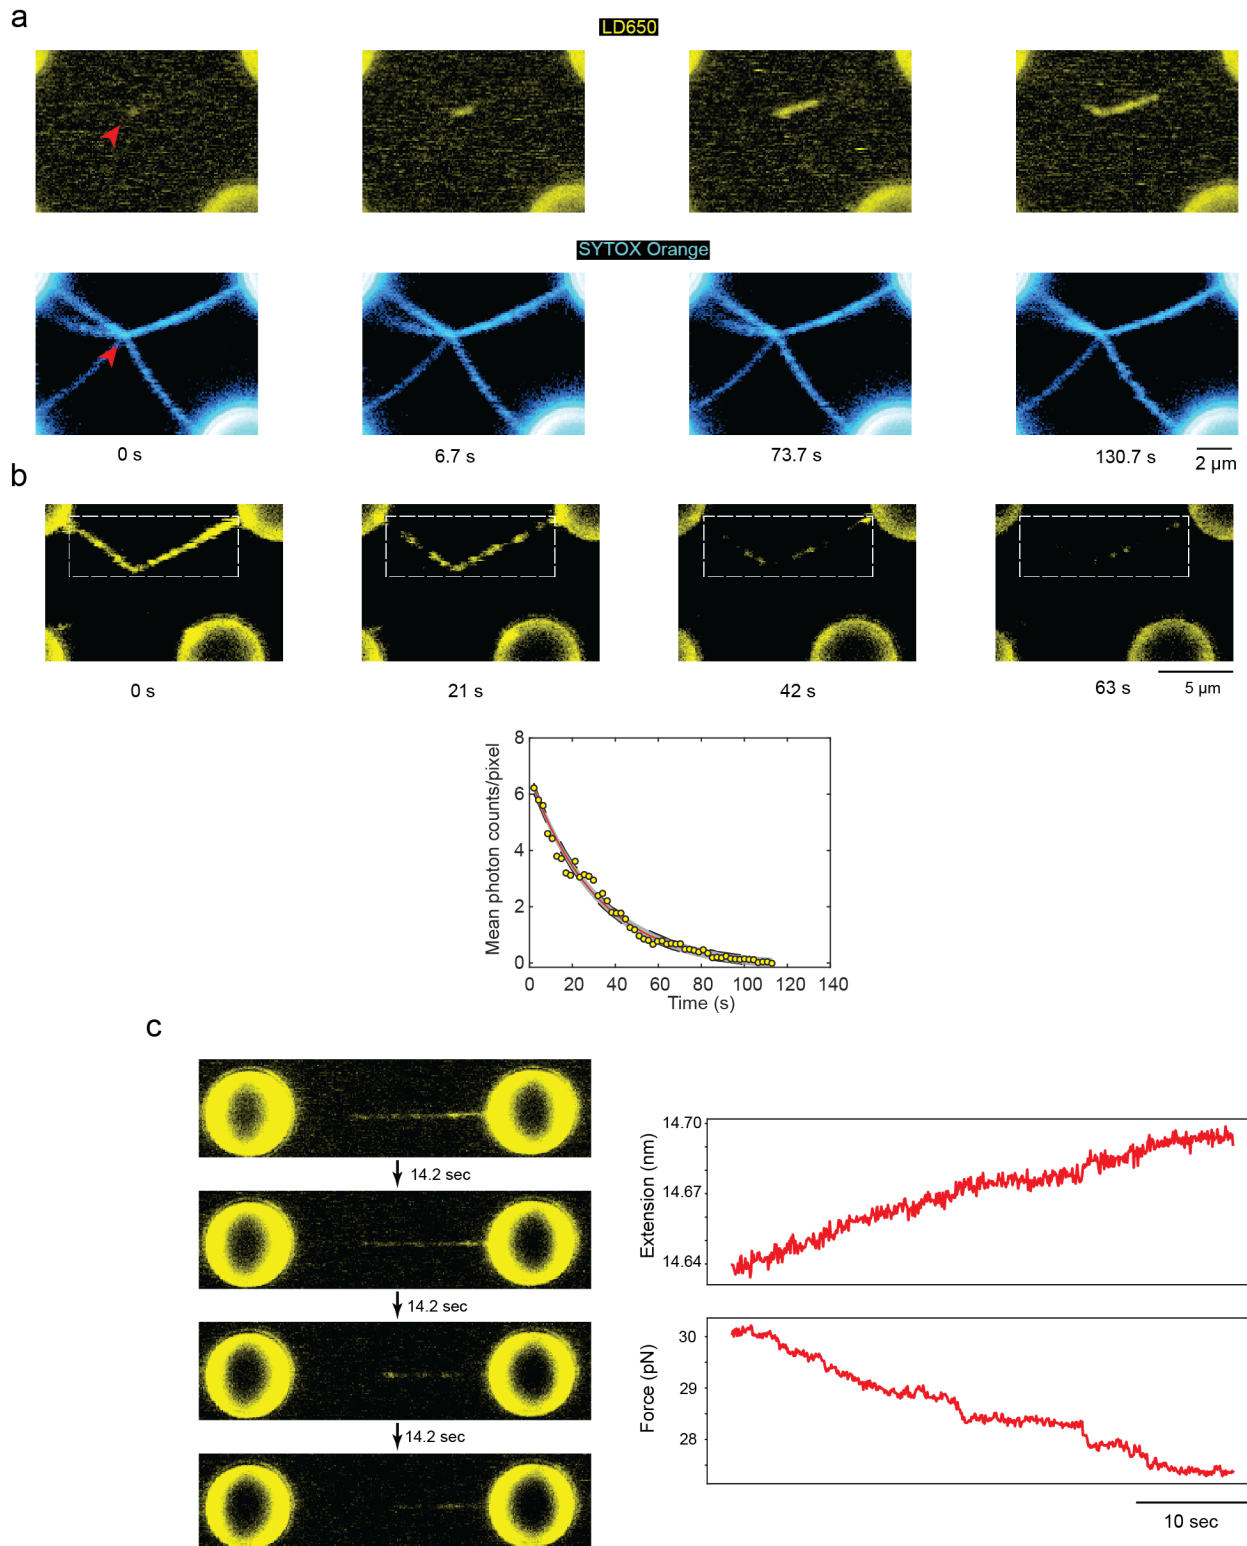 a
LD650
SYTOX Orange
0 s
6.7 s
73.7 s
130.7 s
2 µm
b
0 s
21 s
42 s
63 s
5 µm
8
6
4
2
0
Mean photon counts/pixel
0 20 40 60 80 100 120 140
Time (s)
c
14.2 sec
14.2 sec
14.2 sec
14.70
14.67
14.64
Extension (nm)
30
29
28
Force (pN)
10 sec